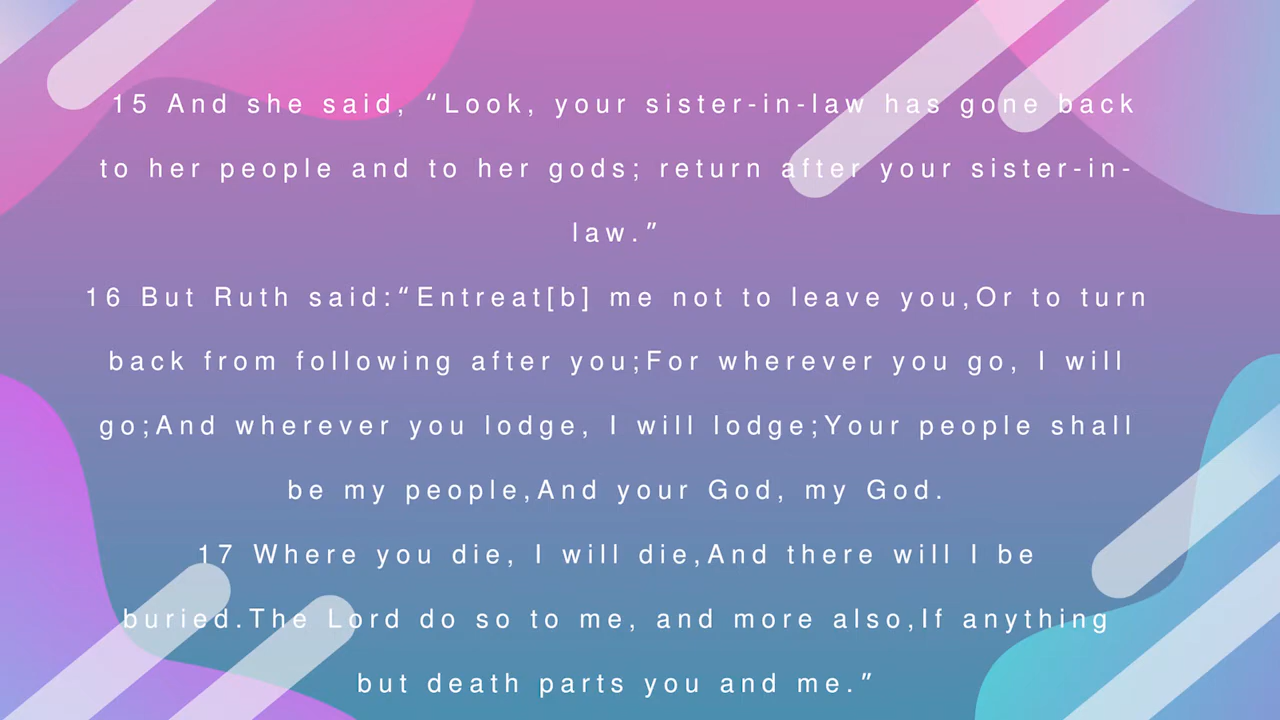 15 And she said, “Look, your sister-in-law has gone back
to her people and to her gods; return after your sister-in-
law.”
16 But Ruth said:“Entreat[b] me not to leave you,Or to turn
back from following after you;For wherever you go, I will
go;And wherever you lodge, I will lodge;Your people shall
be my people,And your God, my God.
17 Where you die, I will die,And there will I be
buried.The Lord do so to me, and more also,If anything
but death parts you and me.”